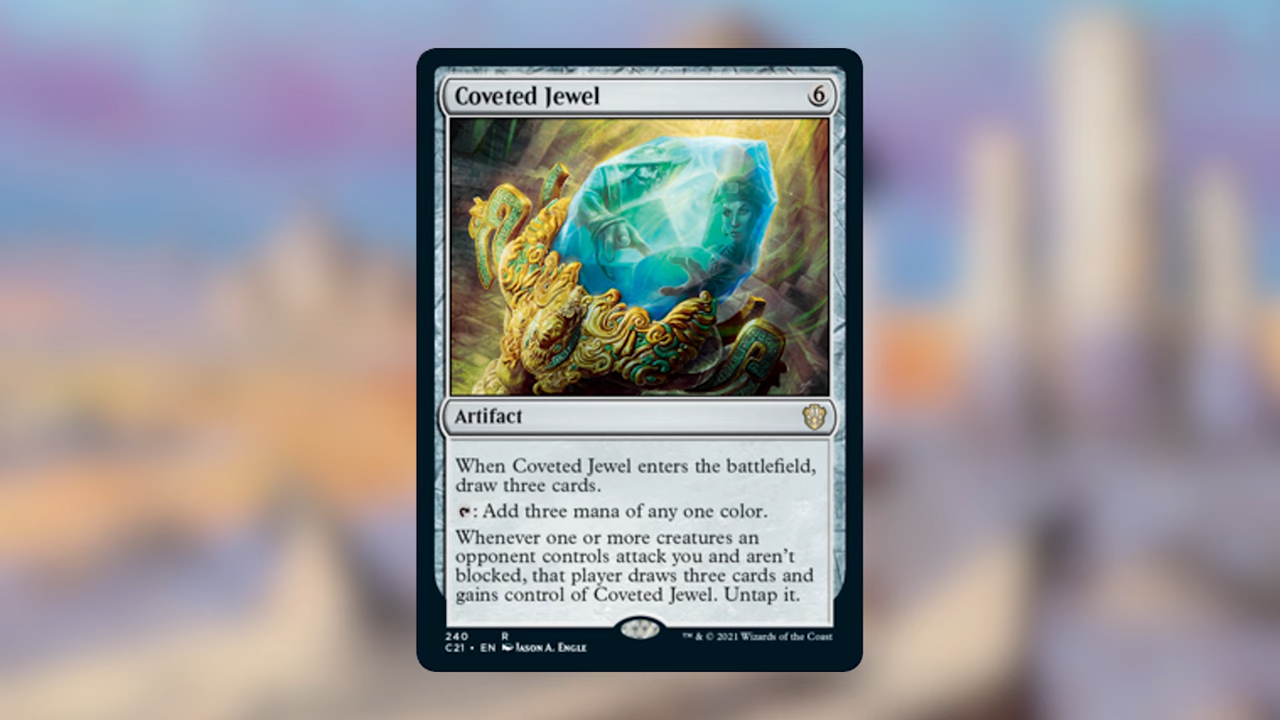 Coveted Jewel 6
Artifact
When Coveted Jewel enters the battlefield,
draw three cards.
: Add three mana of any one color.
Whenever one or more creatures an
opponent controls attack you and aren't
blocked, that player draws three cards and
gains control of Coveted Jewel. Untap it.
240 R
™ & © 2021 Wizards of the Coast
C21 • EN Jason A. Engle